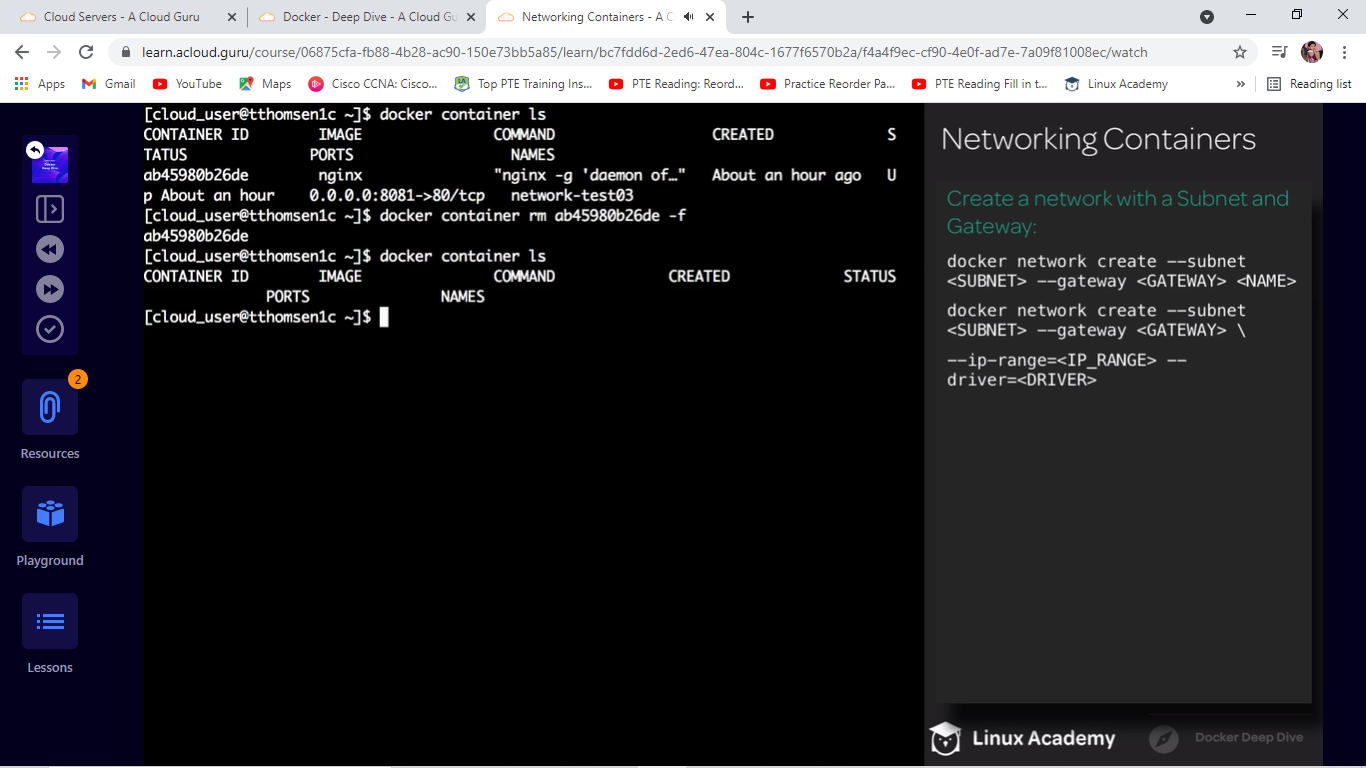 Cloud Servers - A Cloud Guru
Docker - Deep Dive - A Cloud Gu
Networking Containers - A C
learn.acloud.guru/course/06875cfa-fb88-4b28-ac90-150e73bb5a85/learn/bc7fdd6d-2ed6-47ea-804c-1677f6570b2a/f4a4f9ec-cf90-4e0f-ad7e-7a09f81008ec/watch
Apps
Gmail
YouTube
Maps
Cisco CCNA: Cisco...
Top PTE Training Ins...
PTE Reading: Reord...
Practice Reorder Pa...
PTE Reading Fill in t...
Linux Academy
»
Reading list
2
Resources
Playground
Lessons
[cloud_user@tthomsen1c ~]$ docker container ls
CONTAINER ID IMAGE COMMAND CREATED S
TATUS PORTS NAMES
ab45980b26de nginx "nginx -g 'daemon of…" About an hour ago U
p About an hour 0.0.0.0:8081->80/tcp network-test03
[cloud_user@tthomsen1c ~]$ docker container rm ab45980b26de -f
ab45980b26de
[cloud_user@tthomsen1c ~]$ docker container ls
CONTAINER ID IMAGE COMMAND CREATED STATUS
PORTS NAMES
[cloud_user@tthomsen1c ~]$
Networking Containers
Create a network with a Subnet and
Gateway:
docker network create --subnet
<SUBNET> --gateway <GATEWAY> <NAME>
docker network create --subnet
<SUBNET> --gateway <GATEWAY> \
--ip-range=<IP_RANGE> --
driver=<DRIVER>
Linux Academy
Docker Deep Dive